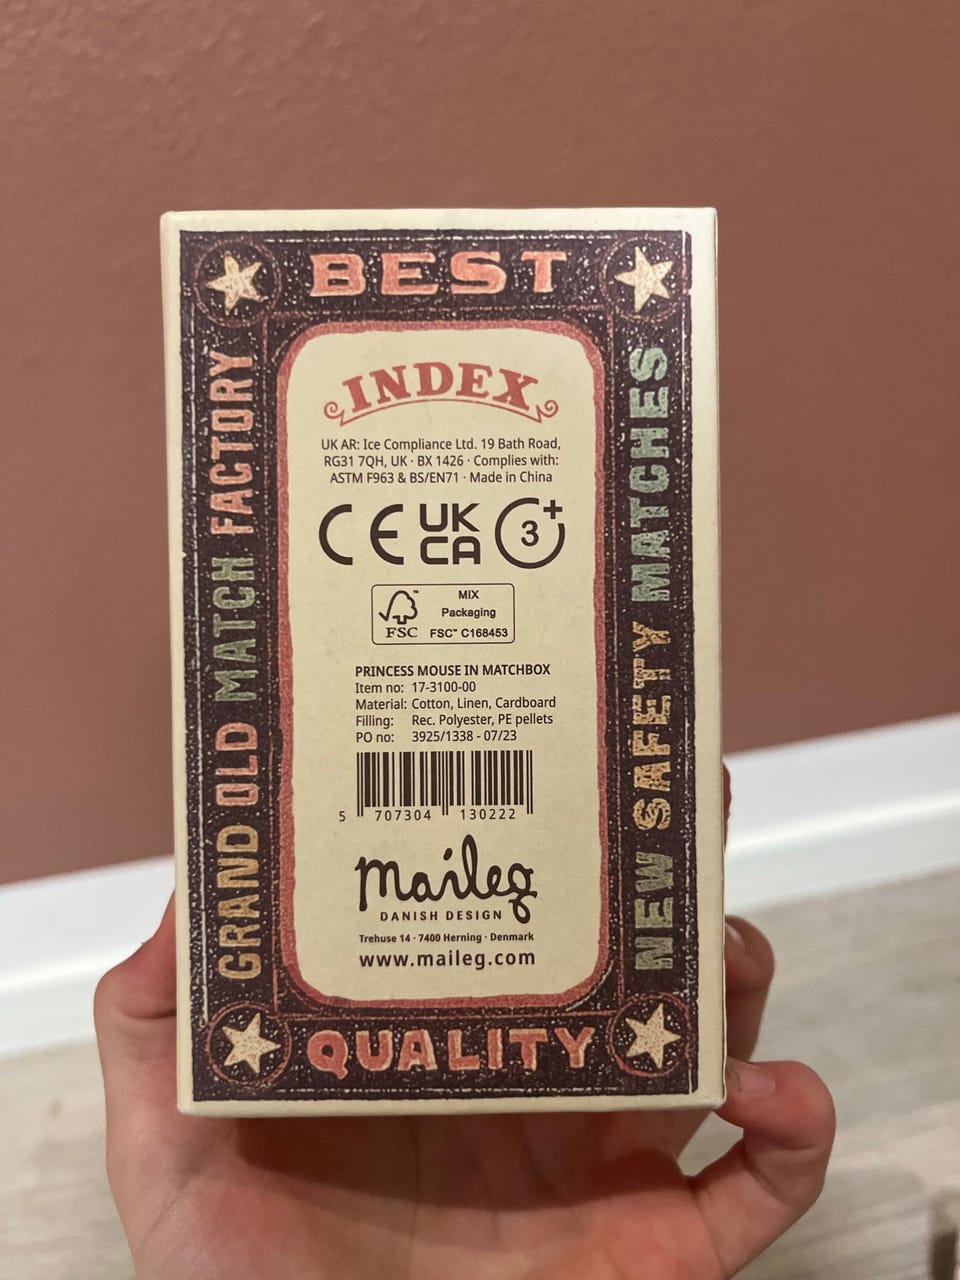 BEST
GRAND OLD MATCH FACTORY
NEW SAFETY MATCHES
INDEX
UK AR: Ice Compliance Ltd. 19 Bath Road,
RG31 7QH, UK · BX 1426 · Complies with:
ASTM F963 & BS/EN71 · Made in China
CE UK CA 3+
MIX
Packaging
FSC™ C168453
FSC
PRINCESS MOUSE IN MATCHBOX
Item no: 17-3100-00
Material: Cotton, Linen, Cardboard
Filling: Rec. Polyester, PE pellets
PO no: 3925/1338 - 07/23
5 707304 130222
maileg
DANISH DESIGN
Trehuse 14 · 7400 Herning · Denmark
www.maileg.com
QUALITY